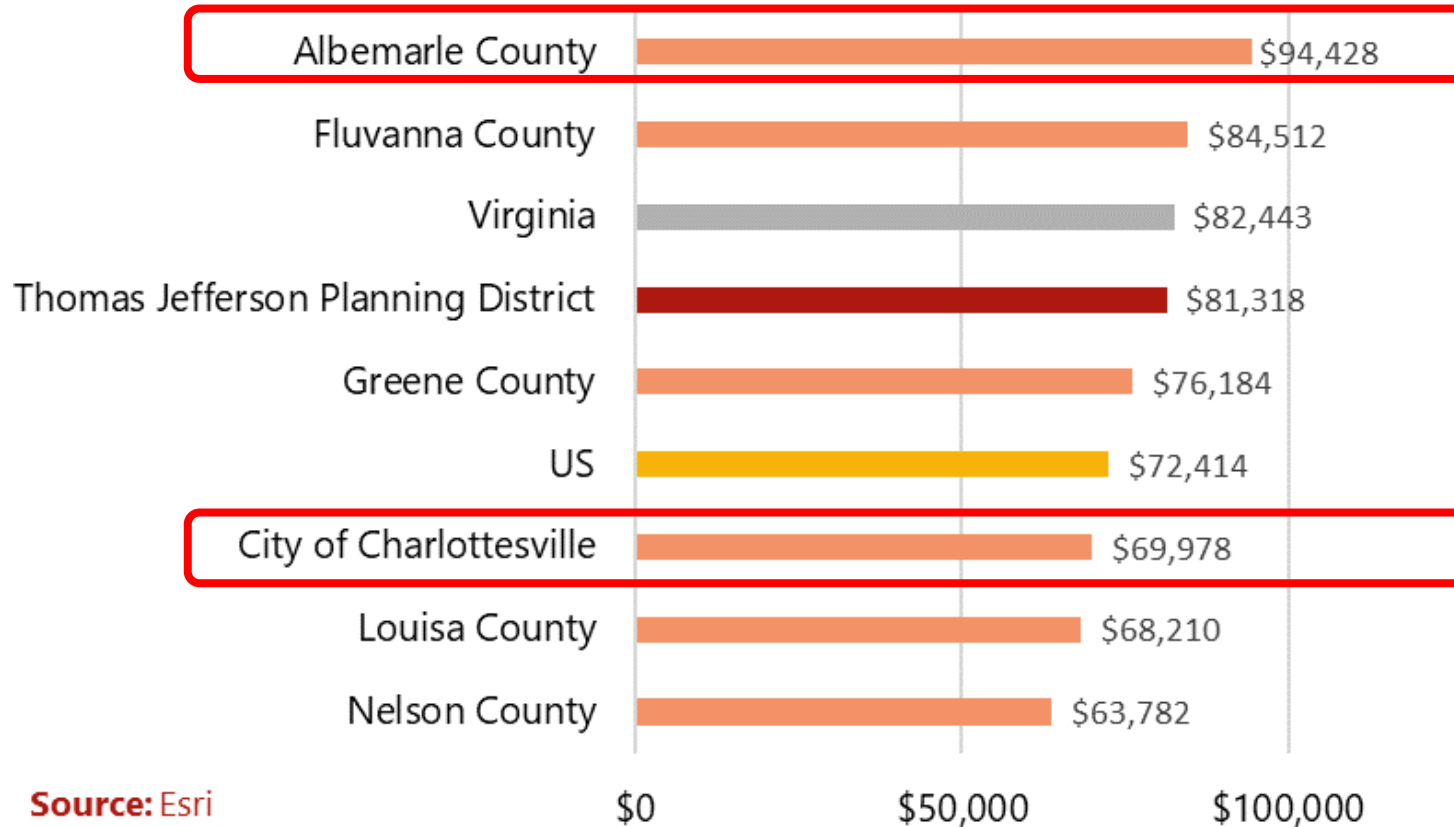 Albemarle County $94,428
Fluvanna County $84,512
Virginia $82,443
Thomas Jefferson Planning District $81,318
Greene County $76,184
US $72,414
City of Charlottesville $69,978
Louisa County $68,210
Nelson County $63,782
Source: Esri $0 $50,000 $100,000